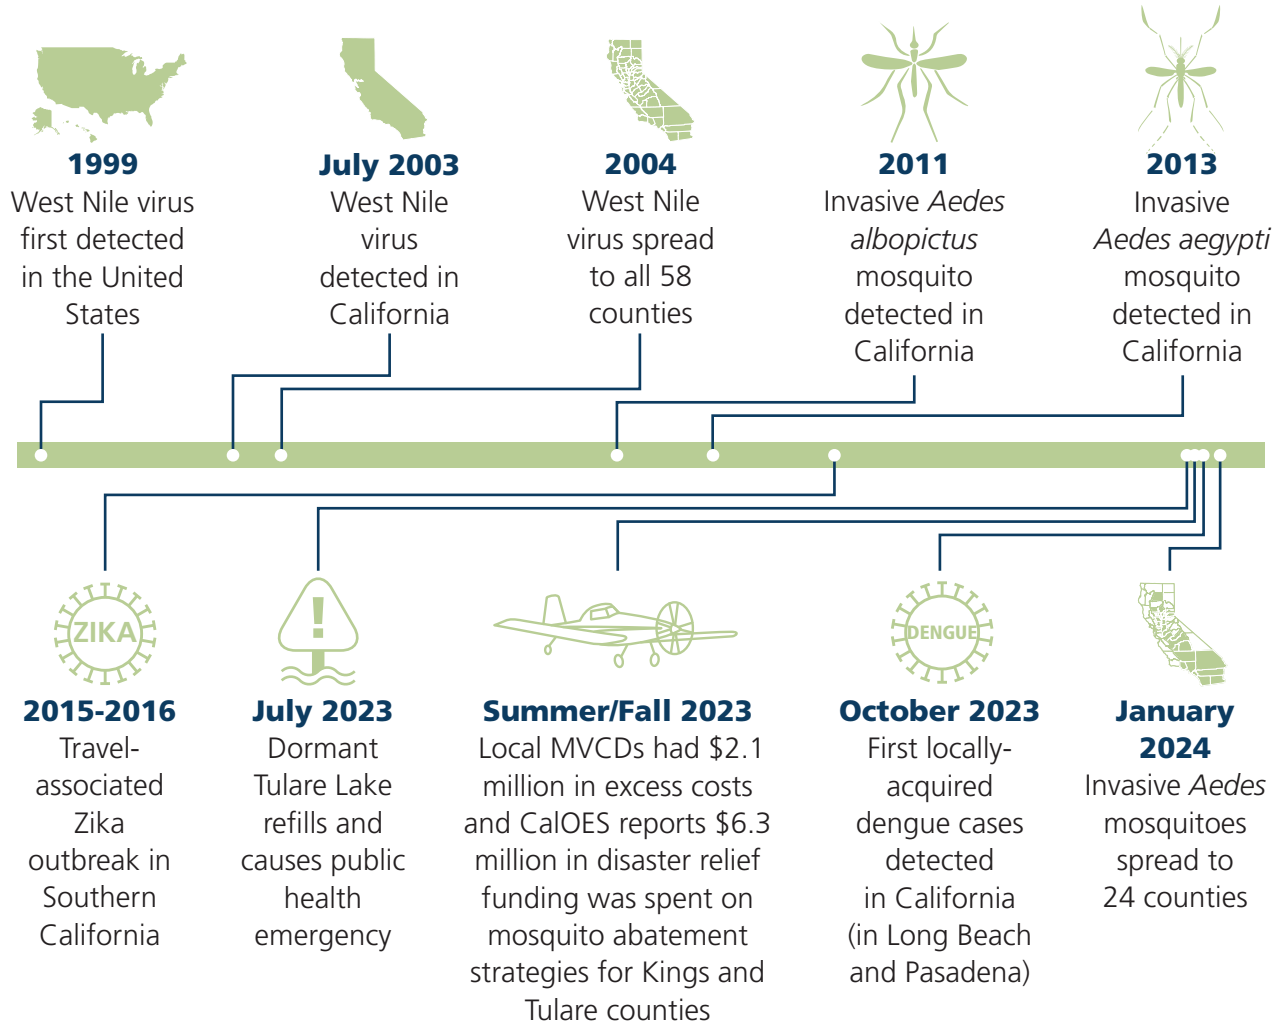 1999
West Nile virus
first detected
in the United
States
July 2003
West Nile
virus
detected in
California
2004
West Nile
virus spread
to all 58
counties
2011
Invasive Aedes
albopictus
mosquito
detected in
California
2013
Invasive
Aedes aegypti
mosquito
detected in
California
ZIKA
2015-2016
Travel-
associated
Zika
outbreak in
Southern
California
!
July 2023
Dormant
Tulare Lake
refills and
causes public
health
emergency
Summer/Fall 2023
Local MVCDs had $2.1
million in excess costs
and CalOES reports $6.3
million in disaster relief
funding was spent on
mosquito abatement
strategies for Kings and
Tulare counties
DENGUE
October 2023
First locally-
acquired
dengue cases
detected
in California
(in Long Beach
and Pasadena)
January
2024
Invasive Aedes
mosquitoes
spread to
24 counties